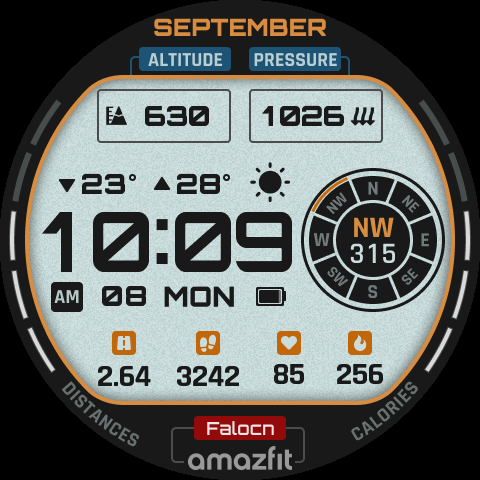 SEPTEMBER
ALTITUDE PRESSURE
630 1026
23° 28°
10:09
AM 08 MON
N
NE
E
SE
S
SW
W
NW
NW
315
2.64 3242 85 256
DISTANCES CALORIES
Falocn
amazfit